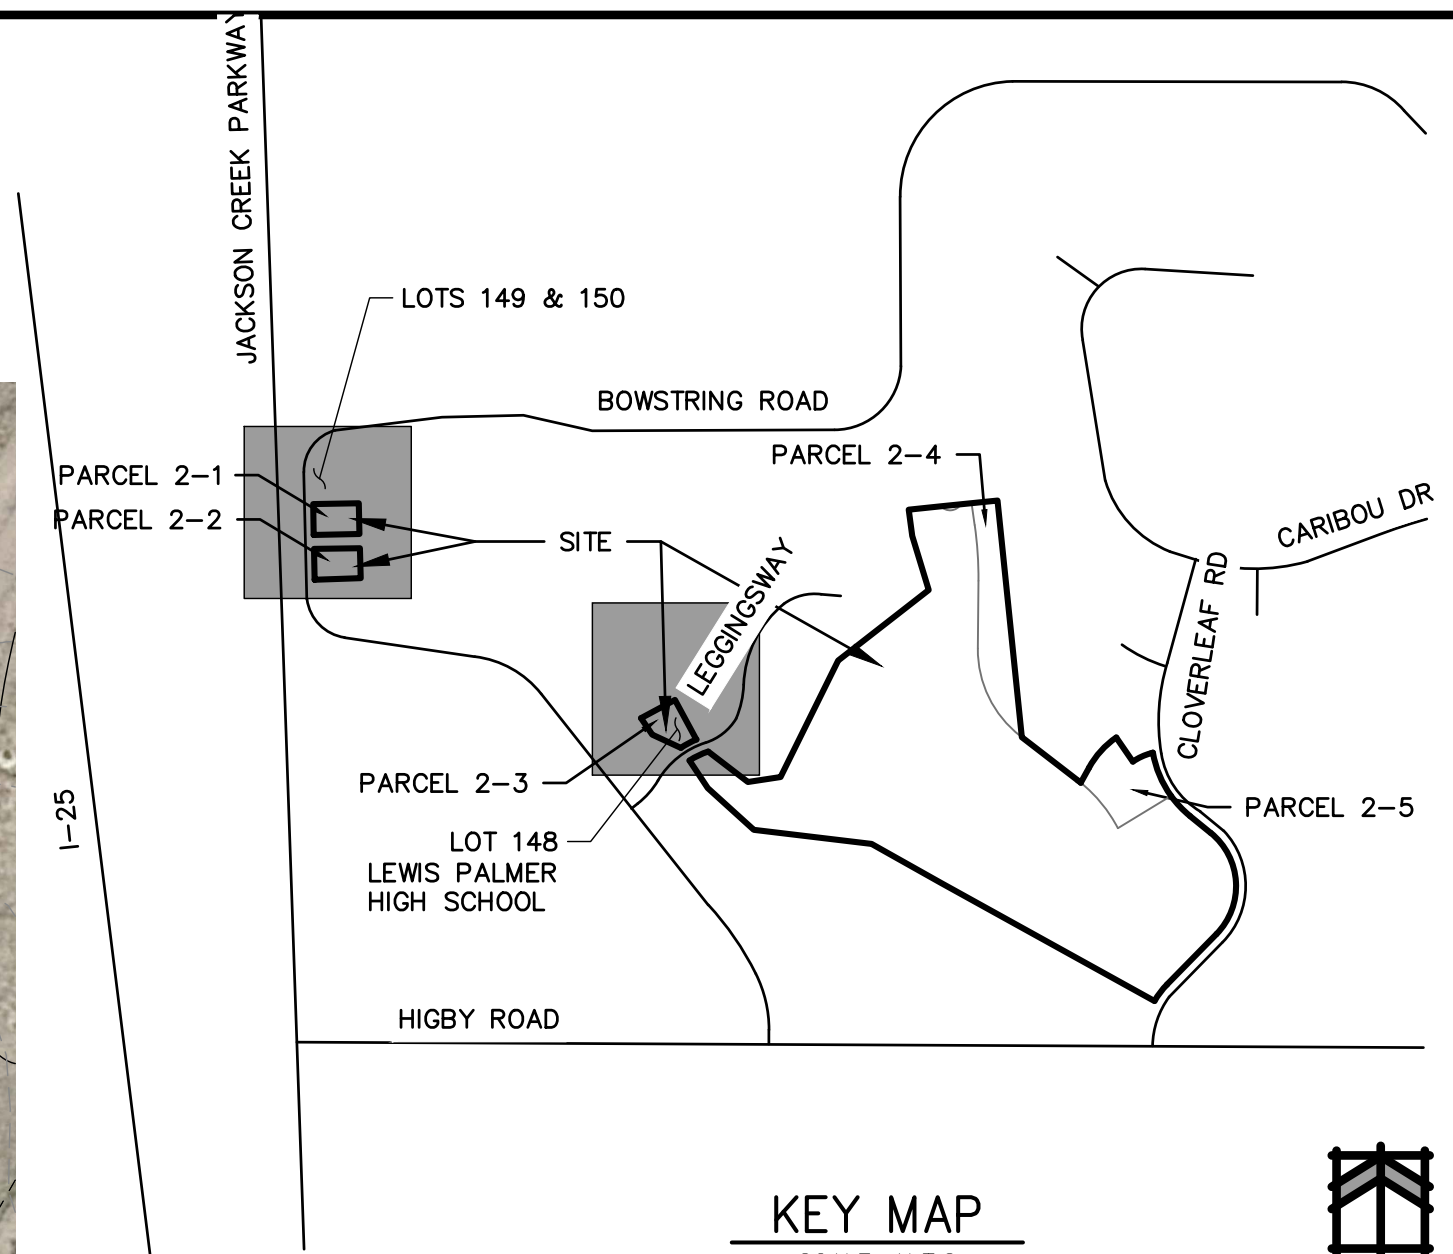 JACKSON CREEK PARKWAY
LOTS 149 & 150
BOWSTRING ROAD
PARCEL 2-4
PARCEL 2-1
PARCEL 2-2
SITE
CARIBOU DR
LEGGINGSWAY
CLOVERLEAF RD
PARCEL 2-3
PARCEL 2-5
I-25
LOT 148
LEWIS PALMER
HIGH SCHOOL
HIGBY ROAD
KEY MAP